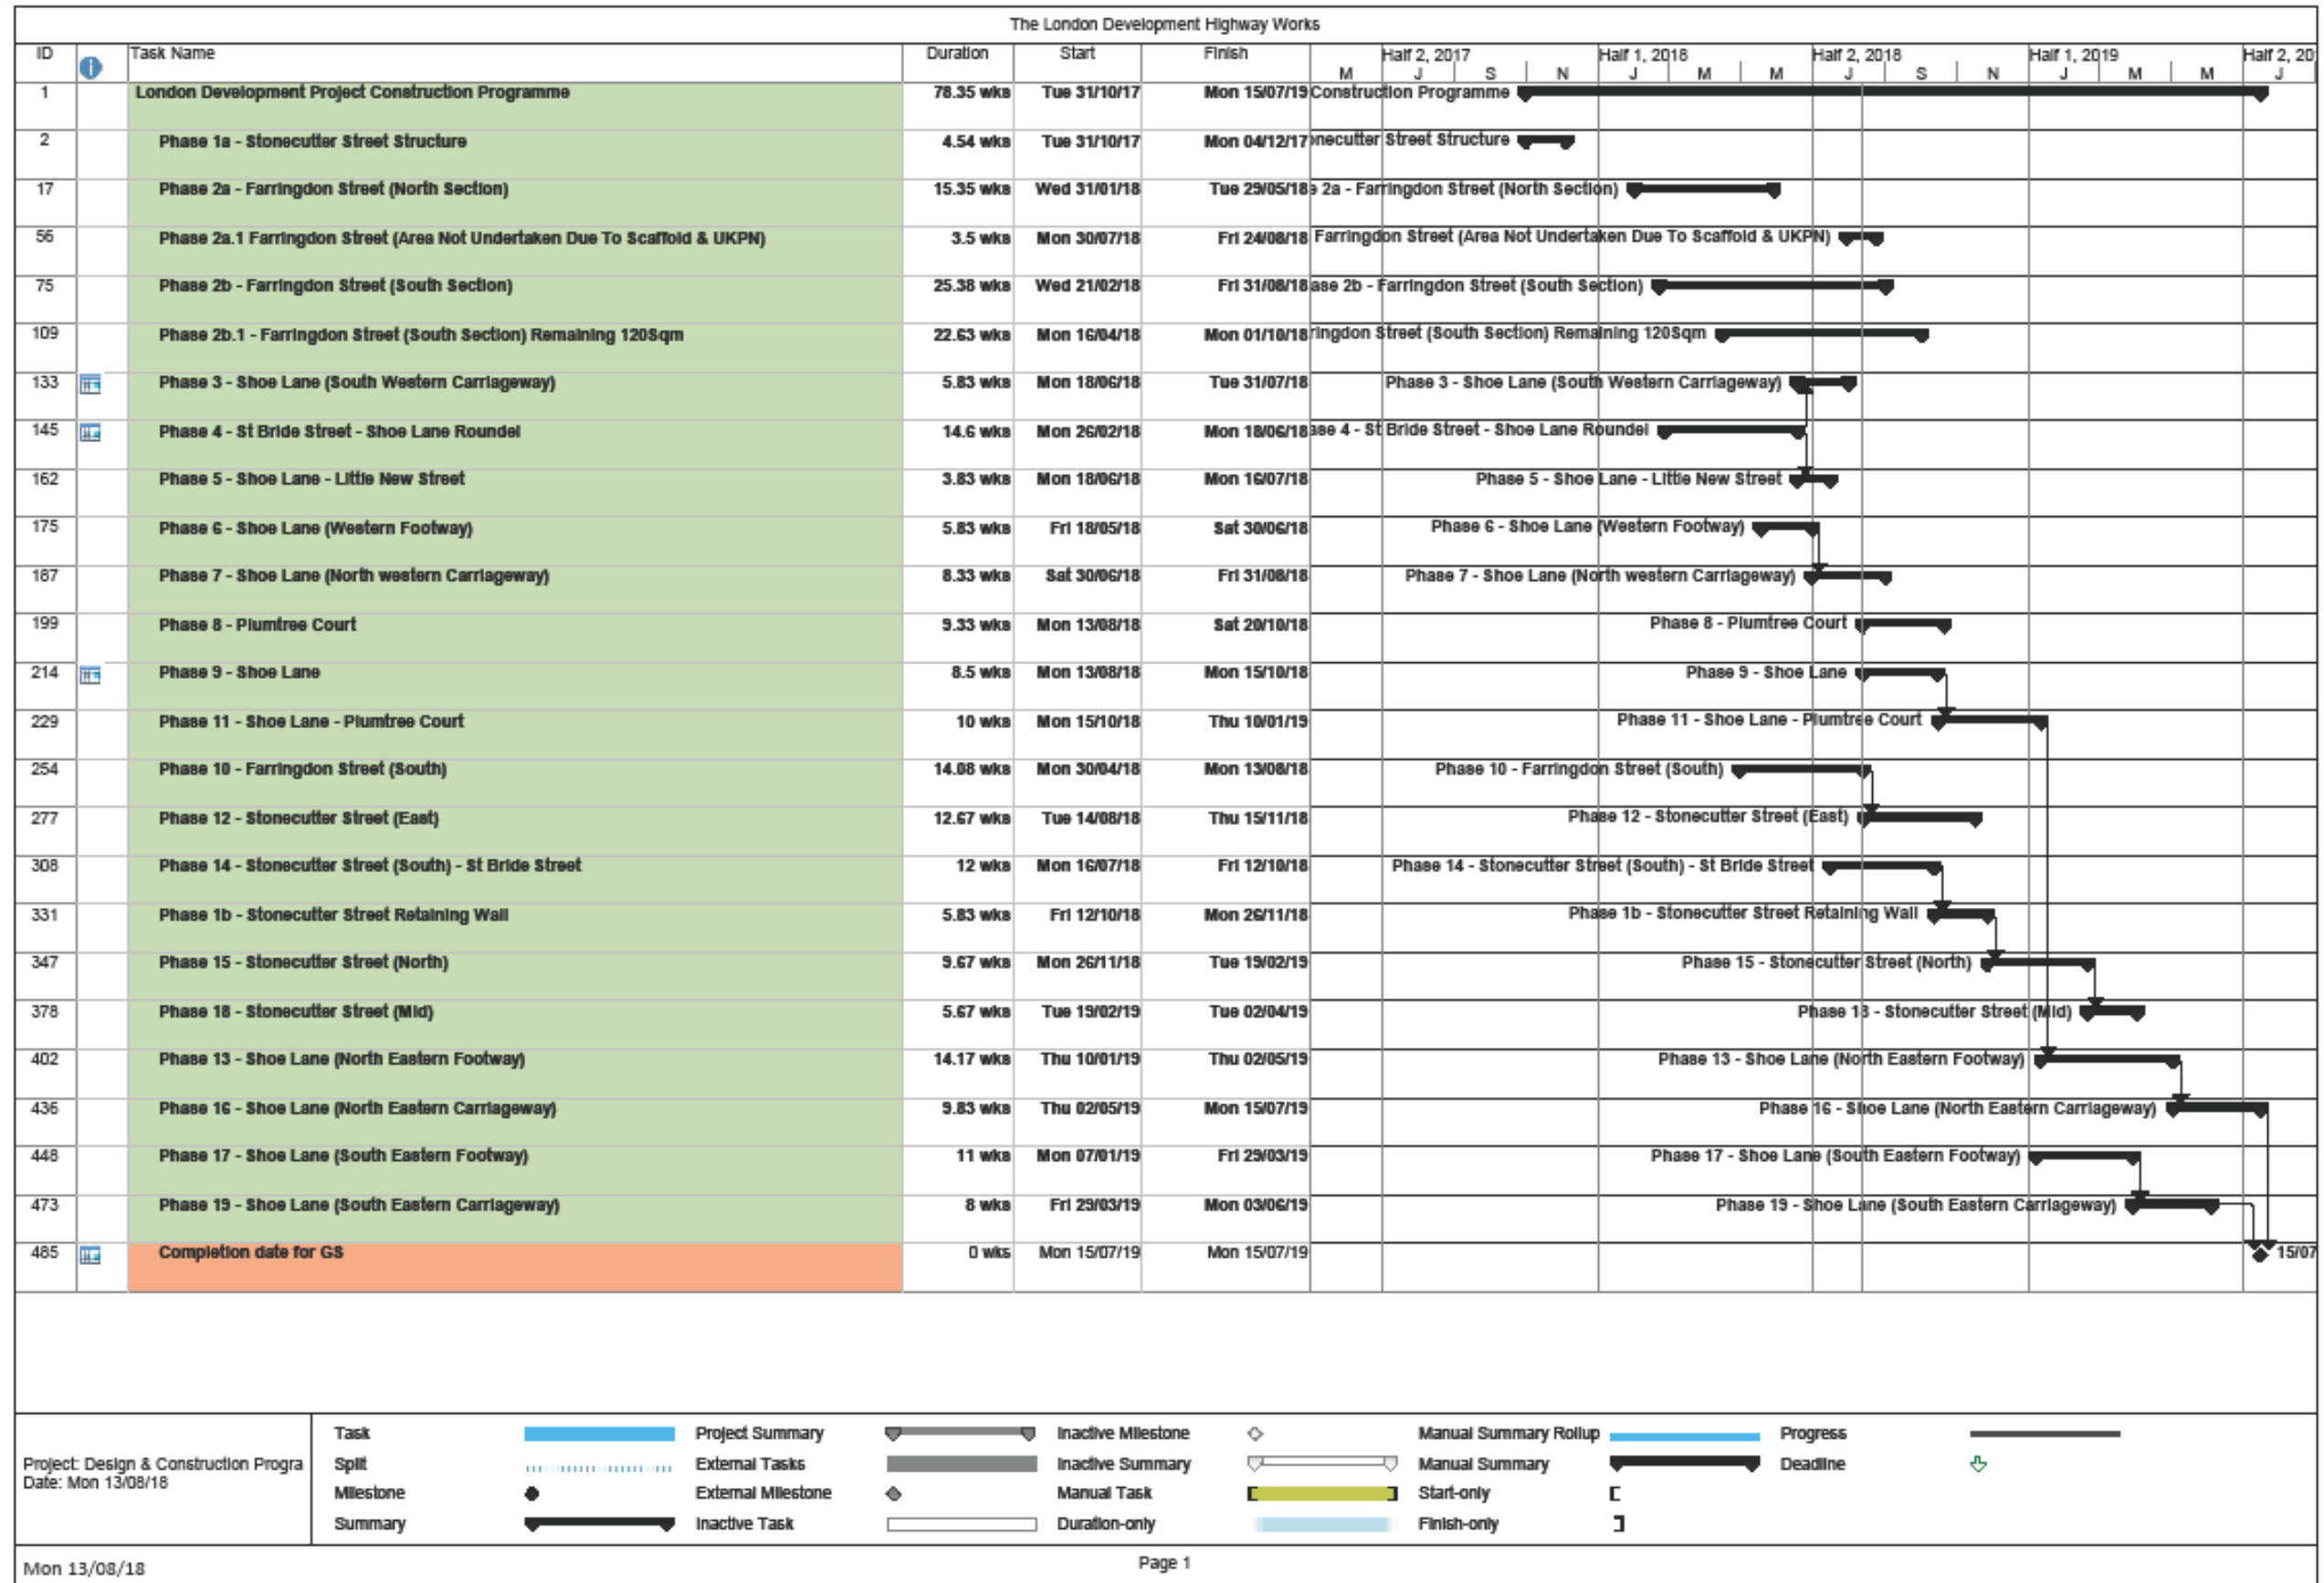 The London Development Highway Works
ID Task Name Duration Start Finish Half 2, 2017 Half 1, 2018 Half 2, 2018 Half 1, 2019 Half 2, 20
M J S N J M M J S N J M M J
1 London Development Project Construction Programme 78.35 wks Tue 31/10/17 Mon 15/07/19 Construction Programme
2 Phase 1a - Stonecutter Street Structure 4.54 wks Tue 31/10/17 Mon 04/12/17 necutter Street Structure
17 Phase 2a - Farringdon Street (North Section) 15.35 wks Wed 31/01/18 Tue 29/05/18 e 2a - Farringdon Street (North Section)
56 Phase 2a.1 Farringdon Street (Area Not Undertaken Due To Scaffold & UKPN) 3.5 wks Mon 30/07/18 Fri 24/08/18 Farringdon Street (Area Not Undertaken Due To Scaffold & UKPN)
75 Phase 2b - Farringdon Street (South Section) 25.38 wks Wed 21/02/18 Fri 31/08/18 ase 2b - Farringdon Street (South Section)
109 Phase 2b.1 - Farringdon Street (South Section) Remaining 120Sqm 22.63 wks Mon 16/04/18 Mon 01/10/18 ringdon Street (South Section) Remaining 120Sqm
133 Phase 3 - Shoe Lane (South Western Carriageway) 5.83 wks Mon 18/06/18 Tue 31/07/18 Phase 3 - Shoe Lane (South Western Carriageway)
145 Phase 4 - St Bride Street - Shoe Lane Roundel 14.6 wks Mon 26/02/18 Mon 18/06/18 ase 4 - St Bride Street - Shoe Lane Roundel
162 Phase 5 - Shoe Lane - Little New Street 3.83 wks Mon 18/06/18 Mon 16/07/18 Phase 5 - Shoe Lane - Little New Street
175 Phase 6 - Shoe Lane (Western Footway) 5.83 wks Fri 18/05/18 Sat 30/06/18 Phase 6 - Shoe Lane (Western Footway)
187 Phase 7 - Shoe Lane (North western Carriageway) 8.33 wks Sat 30/06/18 Fri 31/08/18 Phase 7 - Shoe Lane (North western Carriageway)
199 Phase 8 - Plumtree Court 9.33 wks Mon 13/08/18 Sat 20/10/18 Phase 8 - Plumtree Court
214 Phase 9 - Shoe Lane 8.5 wks Mon 13/08/18 Mon 15/10/18 Phase 9 - Shoe Lane
229 Phase 11 - Shoe Lane - Plumtree Court 10 wks Mon 15/10/18 Thu 10/01/19 Phase 11 - Shoe Lane - Plumtree Court
254 Phase 10 - Farringdon Street (South) 14.08 wks Mon 30/04/18 Mon 13/08/18 Phase 10 - Farringdon Street (South)
277 Phase 12 - Stonecutter Street (East) 12.67 wks Tue 14/08/18 Thu 15/11/18 Phase 12 - Stonecutter Street (East)
308 Phase 14 - Stonecutter Street (South) - St Bride Street 12 wks Mon 16/07/18 Fri 12/10/18 Phase 14 - Stonecutter Street (South) - St Bride Street
331 Phase 1b - Stonecutter Street Retaining Wall 5.83 wks Fri 12/10/18 Mon 26/11/18 Phase 1b - Stonecutter Street Retaining Wall
347 Phase 15 - Stonecutter Street (North) 9.67 wks Mon 26/11/18 Tue 19/02/19 Phase 15 - Stonecutter Street (North)
378 Phase 18 - Stonecutter Street (Mid) 5.67 wks Tue 19/02/19 Tue 02/04/19 Phase 18 - Stonecutter Street (Mid)
402 Phase 13 - Shoe Lane (North Eastern Footway) 14.17 wks Thu 10/01/19 Thu 02/05/19 Phase 13 - Shoe Lane (North Eastern Footway)
436 Phase 16 - Shoe Lane (North Eastern Carriageway) 9.83 wks Thu 02/05/19 Mon 15/07/19 Phase 16 - Shoe Lane (North Eastern Carriageway)
448 Phase 17 - Shoe Lane (South Eastern Footway) 11 wks Mon 07/01/19 Fri 29/03/19 Phase 17 - Shoe Lane (South Eastern Footway)
473 Phase 19 - Shoe Lane (South Eastern Carriageway) 8 wks Fri 29/03/19 Mon 03/06/19 Phase 19 - Shoe Lane (South Eastern Carriageway)
485 Completion date for GS 0 wks Mon 15/07/19 Mon 15/07/19 15/07
Project: Design & Construction Progra
Date: Mon 13/08/18
Task Project Summary Inactive Milestone Manual Summary Rollup Progress
Split External Tasks Inactive Summary Manual Summary Deadline
Milestone External Milestone Manual Task Start-only
Summary Inactive Task Duration-only Finish-only
Mon 13/08/18 Page 1